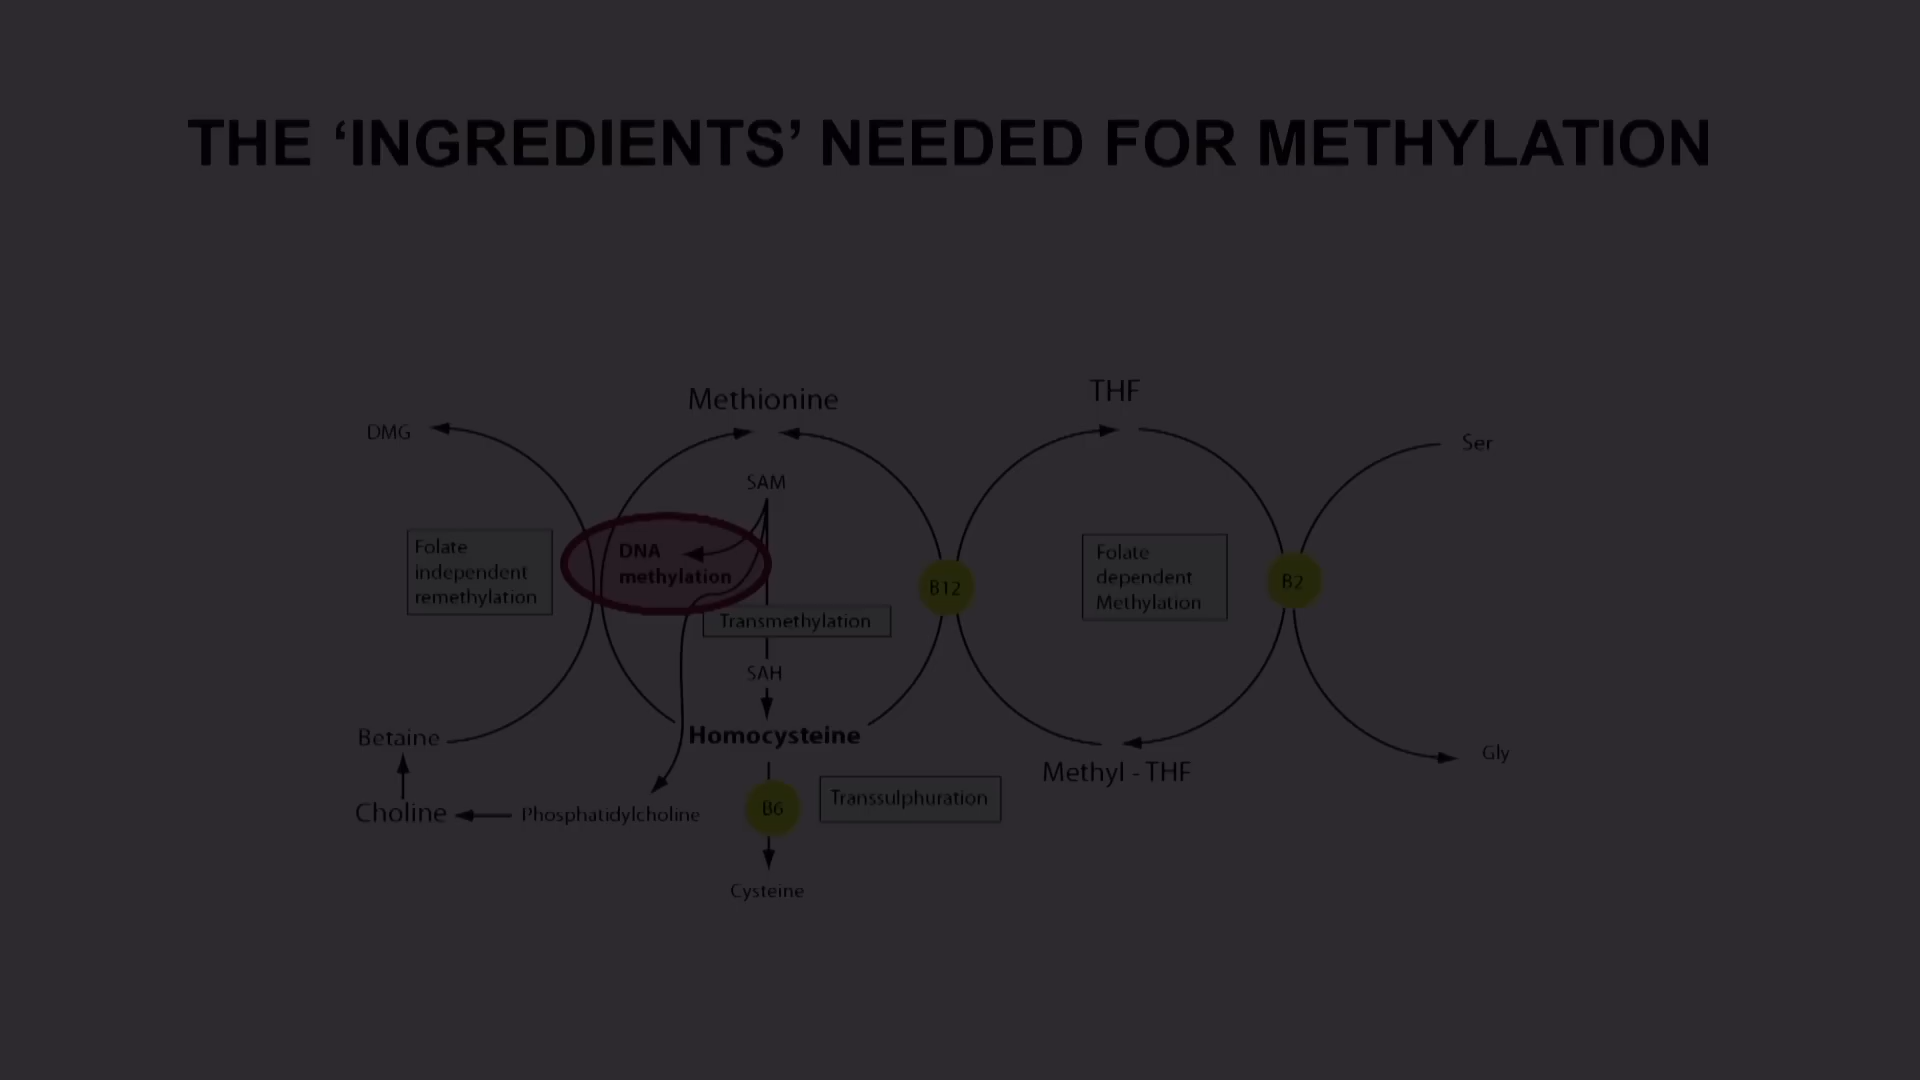 THE ‘INGREDIENTS’ NEEDED FOR METHYLATION
Methionine
THF
DMG
Ser
SAM
Folate
independent
remethylation
DNA
methylation
B12
Folate
dependent
Methylation
B2
Transmethylation
SAH
Betaine
Homocysteine
Methyl - THF
Gly
Choline
Phosphatidylcholine
B6
Transsulphuration
Cysteine